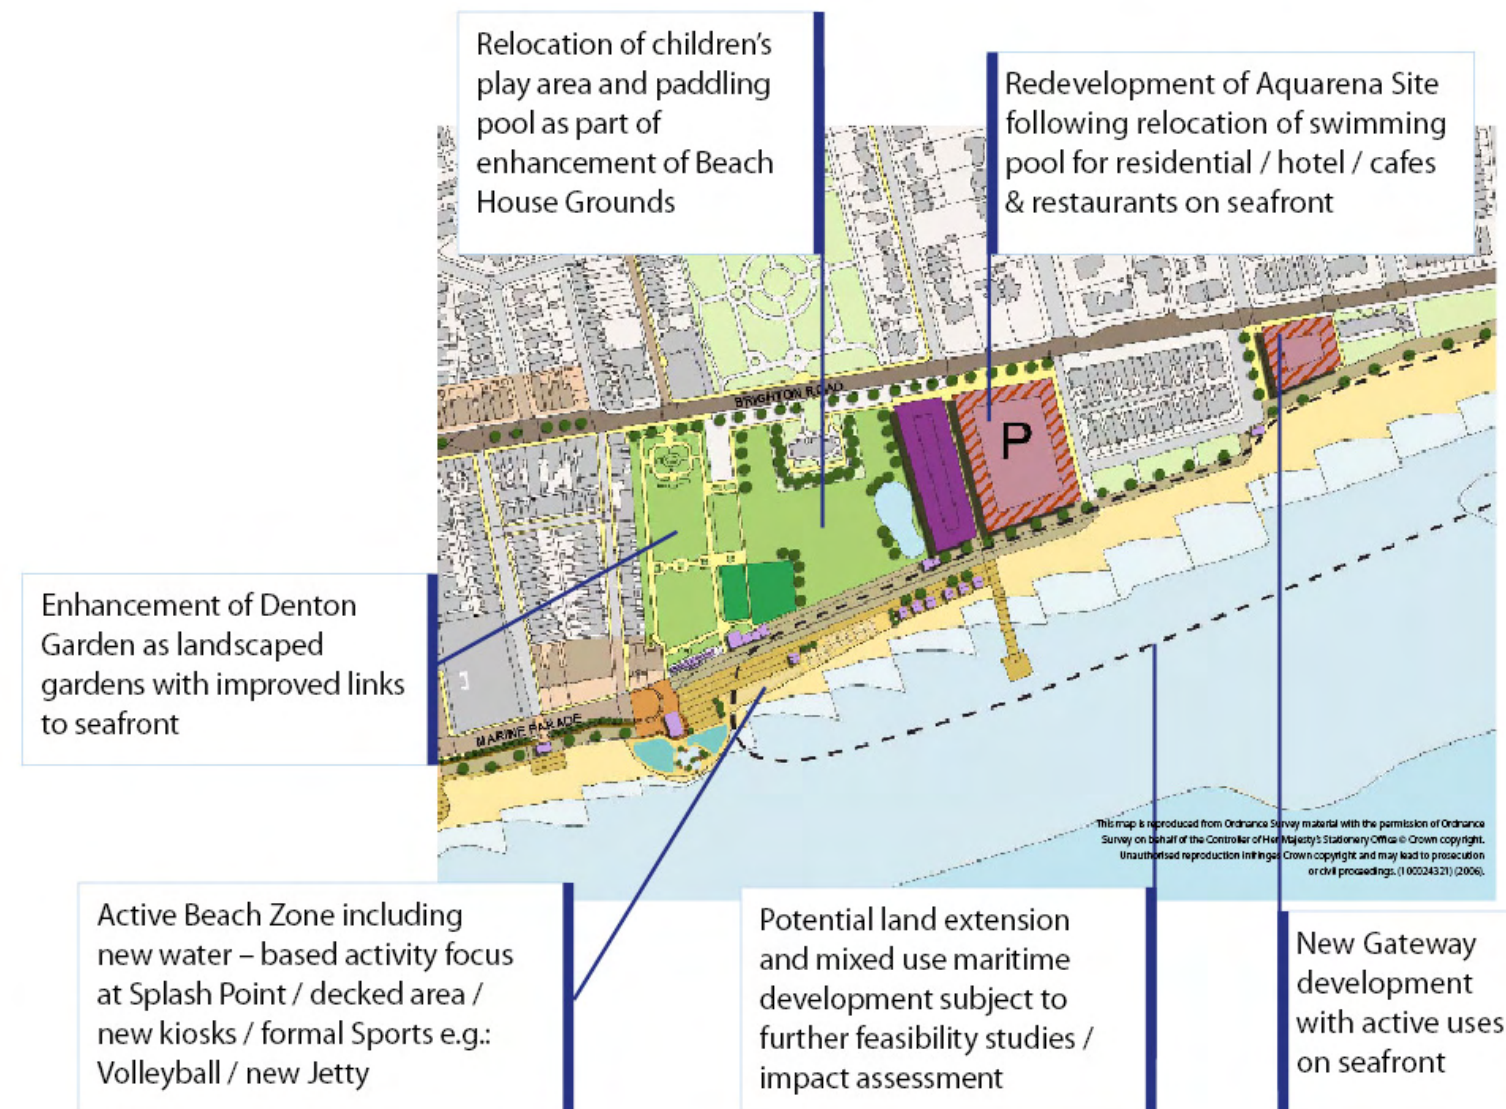 Relocation of children's
play area and paddling
pool as part of
enhancement of Beach
House Grounds
Redevelopment of Aquarena Site
following relocation of swimming
pool for residential / hotel / cafes
& restaurants on seafront
BRIGHTON ROAD
P
Enhancement of Denton
Garden as landscaped
gardens with improved links
to seafront
MARINE PARADE
This map is reproduced from Ordnance Survey material with the permission of Ordnance
Survey on behalf of the Controller of Her Majesty's Stationery Office © Crown copyright.
Unauthorised reproduction infringes Crown copyright and may lead to prosecution
or civil proceedings. (100024321) (2006).
Active Beach Zone including
new water – based activity focus
at Splash Point / decked area /
new kiosks / formal Sports e.g.:
Volleyball / new Jetty
Potential land extension
and mixed use maritime
development subject to
further feasibility studies /
impact assessment
New Gateway
development
with active uses
on seafront